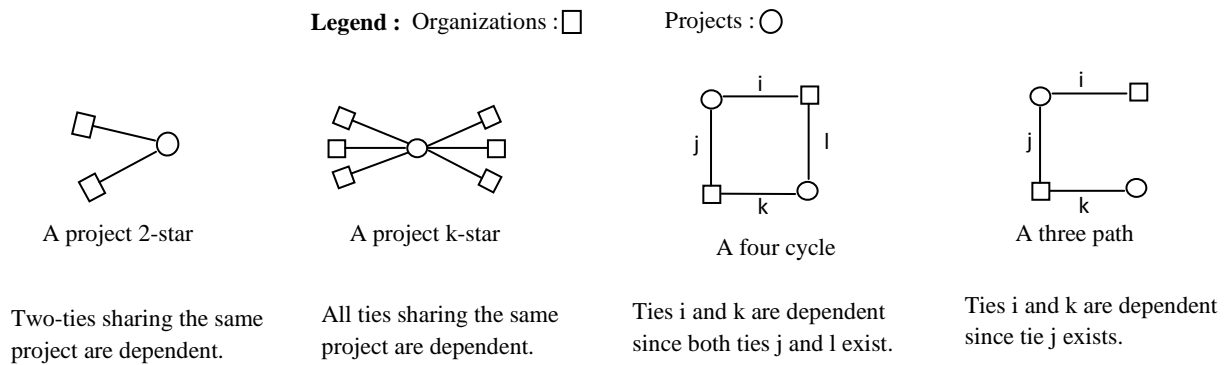 Legend : Organizations : Projects :
i
j
l
k
i
j
k
A project 2-star
A project k-star
A four cycle
A three path
Two-ties sharing the same
project are dependent.
All ties sharing the same
project are dependent.
Ties i and k are dependent
since both ties j and l exist.
Ties i and k are dependent
since tie j exists.